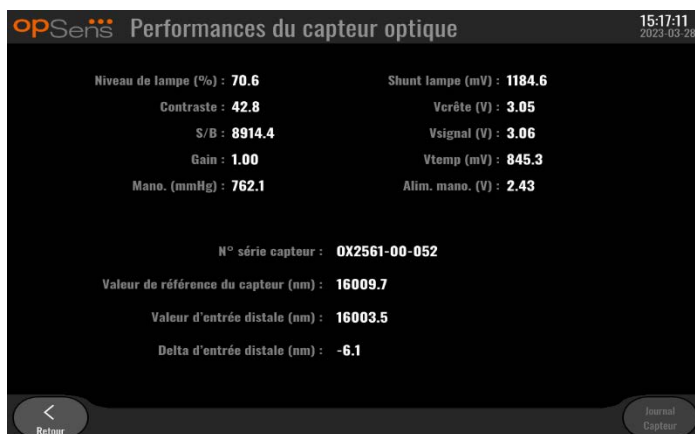 opSens Performances du capteur optique 15:17:11
2023-03-28
Niveau de lampe (%) : 70.6 Shunt lampe (mV) : 1184.6
Contraste : 42.8 Vcrête (V) : 3.05
S/B : 8914.4 Vsignal (V) : 3.06
Gain : 1.00 Vtemp (mV) : 845.3
Mano. (mmHg) : 762.1 Alim. mano. (V) : 2.43
N° série capteur : OX2561-00-052
Valeur de référence du capteur (nm) : 16009.7
Valeur d'entrée distale (nm) : 16003.5
Delta d'entrée distale (nm) : -6.1
Retour
Journal
Capteur